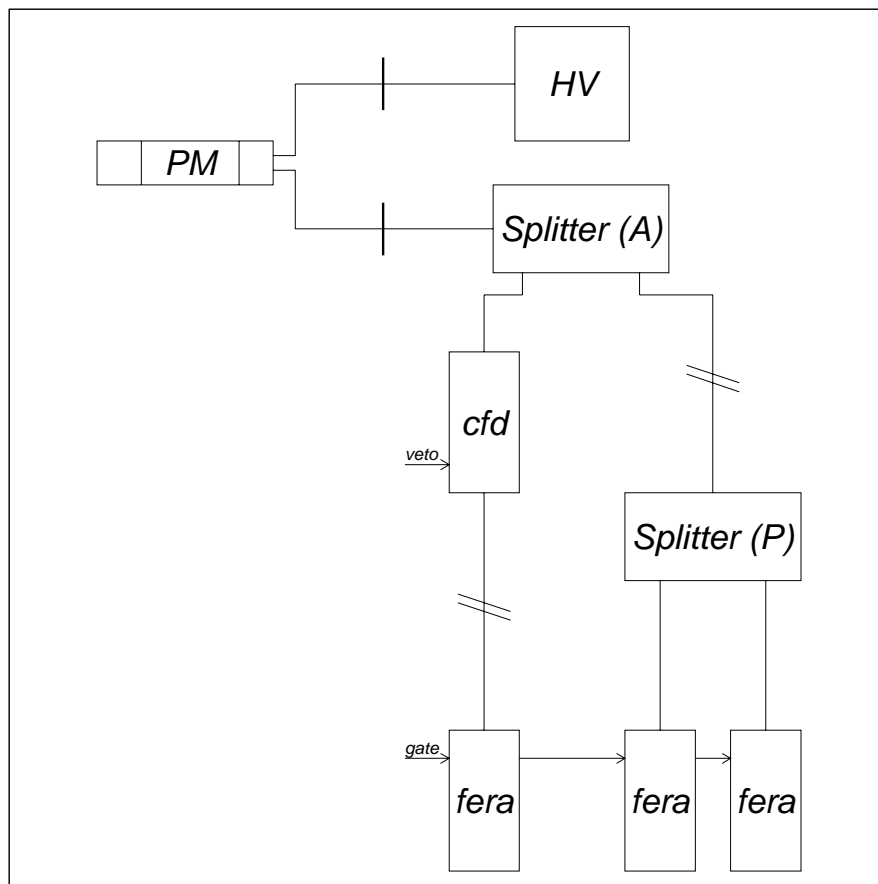 HV
PM
Splitter (A)
cfd
veto
Splitter (P)
gate
fera
fera
fera